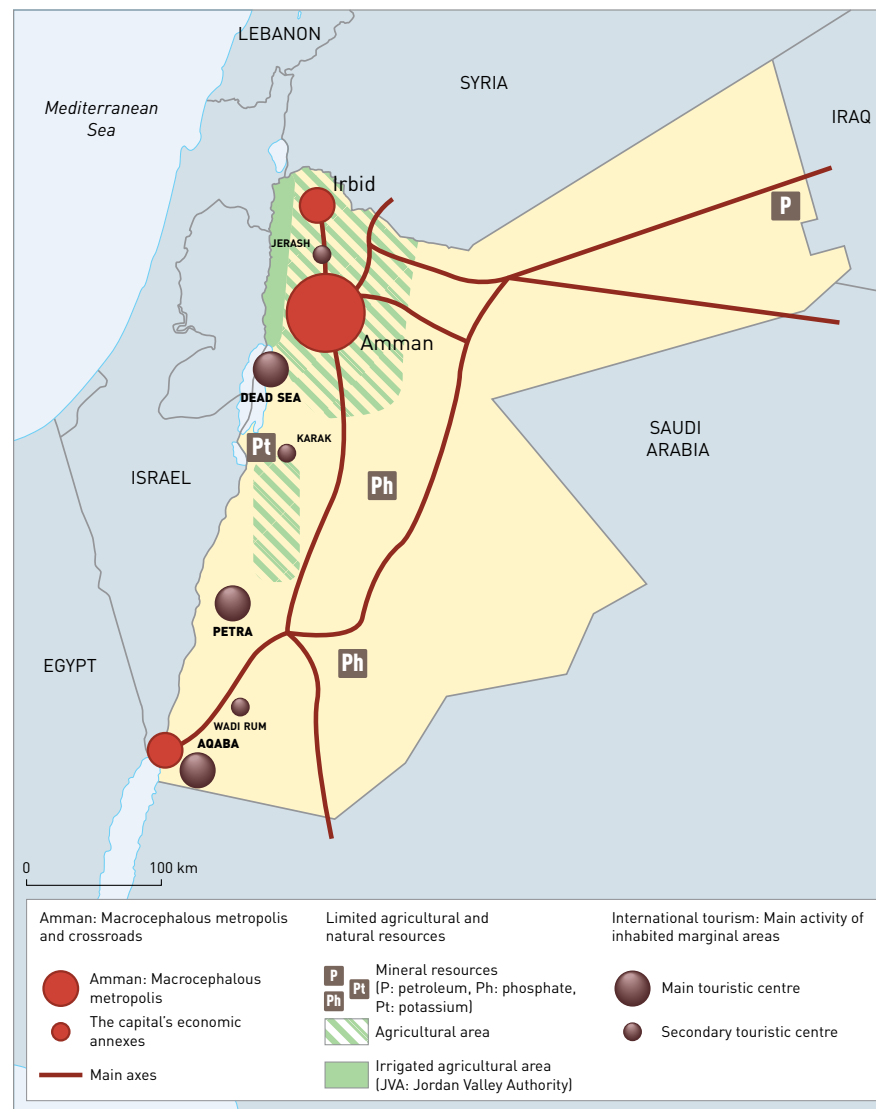 LEBANON
SYRIA
Mediterranean
Sea
IRAQ
Irbid
P
JERASH
Amman
DEAD SEA
KARAK
Pt
SAUDI
ARABIA
ISRAEL
Ph
PETRA
EGYPT
Ph
WADI RUM
AQABA
0 100 km
Amman: Macrocephalous metropolis
and crossroads
Amman: Macrocephalous
metropolis
The capital's economic
annexes
Main axes
Limited agricultural and
natural resources
P
Pt
Ph
Mineral resources
(P: petroleum, Ph: phosphate,
Pt: potassium)
Agricultural area
Irrigated agricultural area
(JVA: Jordan Valley Authority)
International tourism: Main activity of
inhabited marginal areas
Main touristic centre
Secondary touristic centre